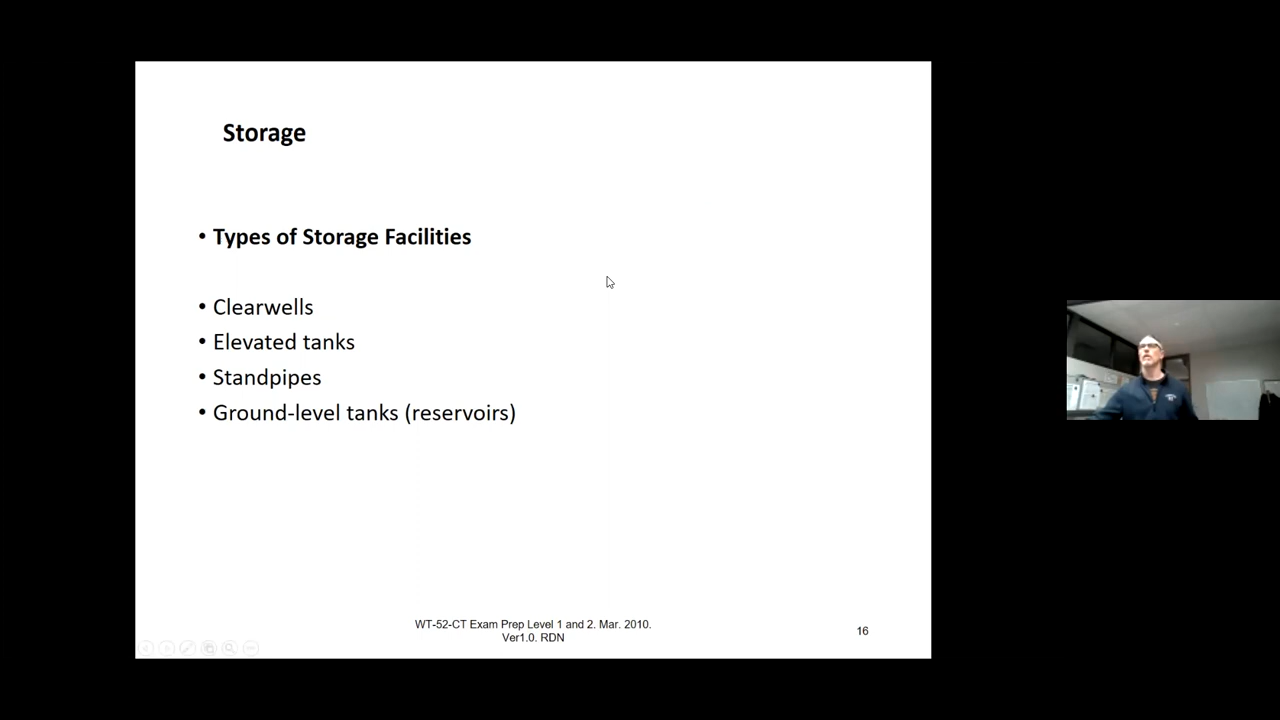 Storage
• Types of Storage Facilities
• Clearwells
• Elevated tanks
• Standpipes
• Ground-level tanks (reservoirs)
WT-52-CT Exam Prep Level 1 and 2. Mar. 2010.
Ver1.0. RDN
16